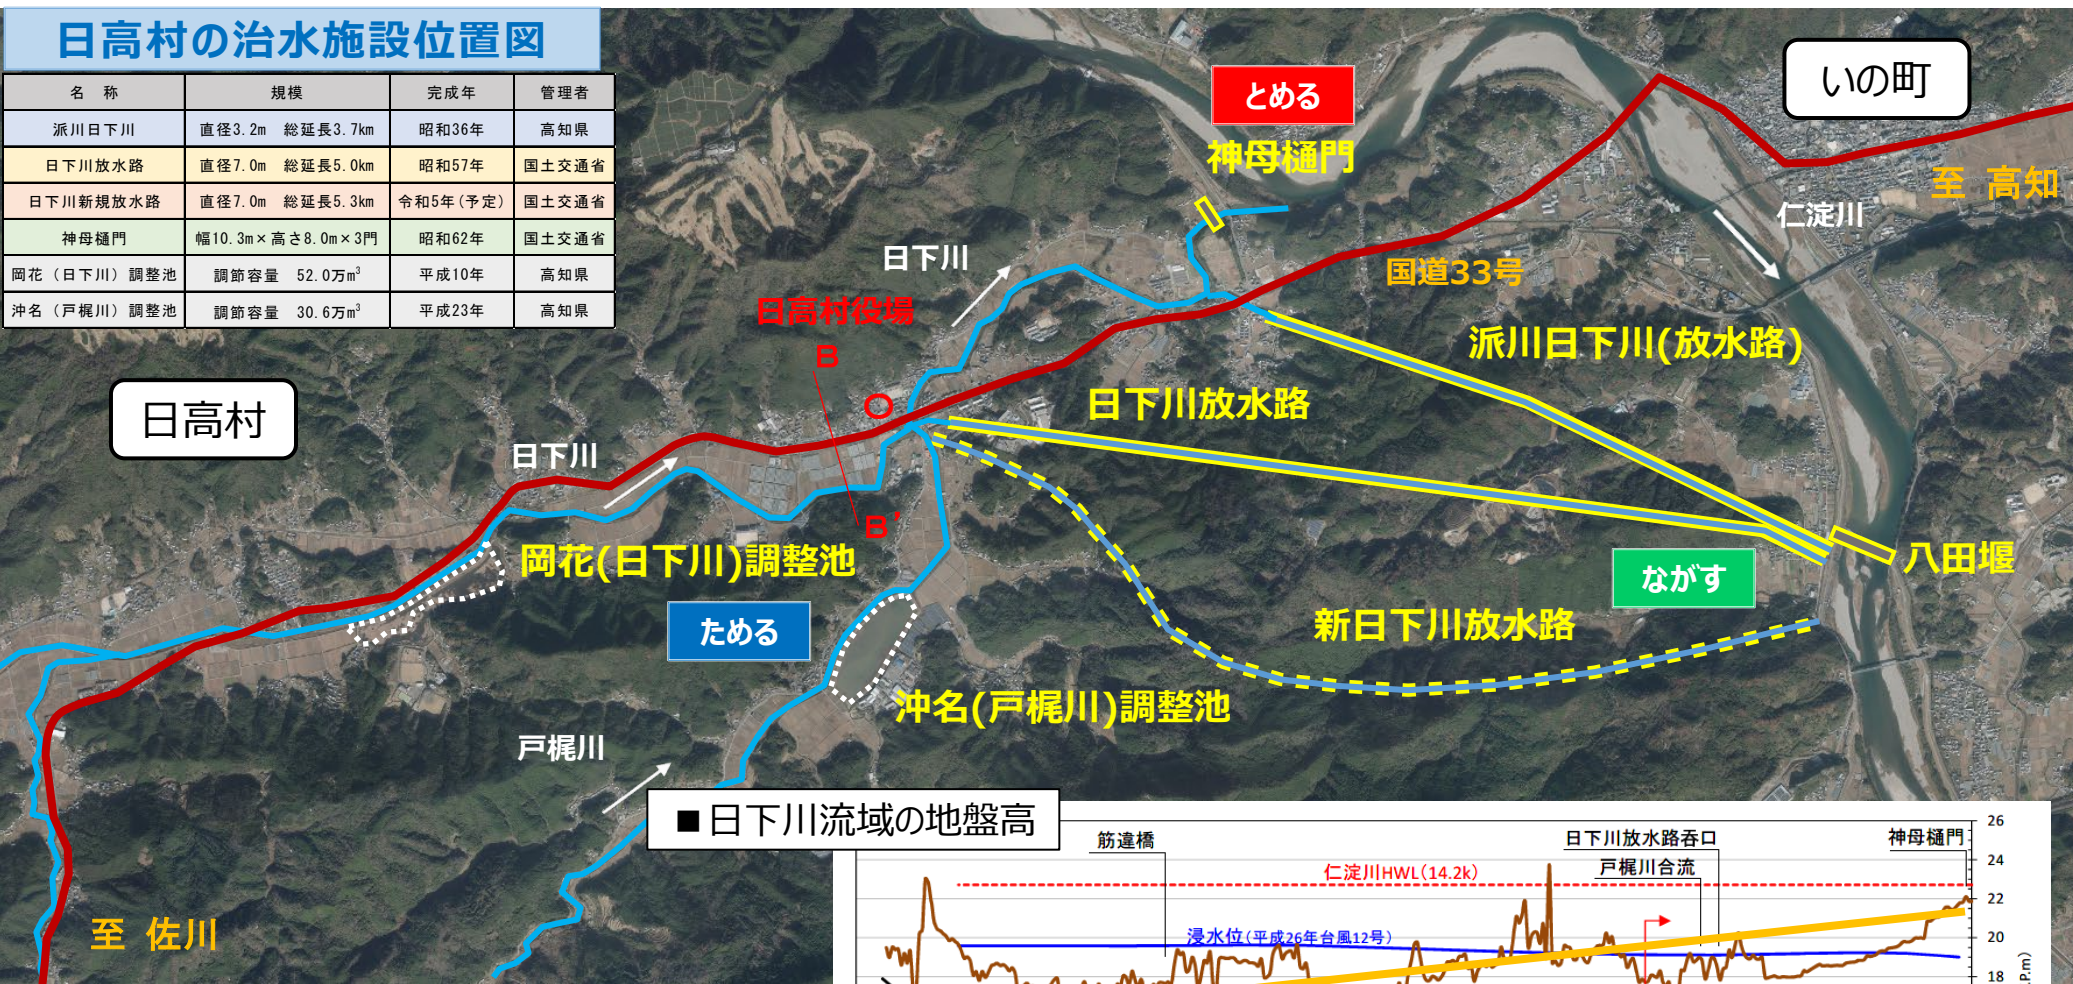 日高村の治水施設位置図
名 称 規模 完成年 管理者
派川日下川 直径3.2m 総延長3.7km 昭和36年 高知県
日下川放水路 直径7.0m 総延長5.0km 昭和57年 国土交通省
日下川新規放水路 直径7.0m 総延長5.3km 令和5年(予定) 国土交通省
神母樋門 幅10.3m×高さ8.0m×3門 昭和62年 国土交通省
岡花（日下川）調整池 調節容量 52.0万m³ 平成10年 高知県
沖名（戸梶川）調整池 調節容量 30.6万m³ 平成23年 高知県
とめる
神母樋門
いの町
至 高知
仁淀川
日下川
国道33号
日高村役場
B
派川日下川(放水路)
日高村
日下川放水路
日下川
B'
岡花(日下川)調整池
ながす
八田堰
ためる
新日下川放水路
沖名(戸梶川)調整池
戸梶川
■日下川流域の地盤高
至 佐川
筋違橋
日下川放水路呑口
戸梶川合流
神母樋門
仁淀川HWL(14.2k)
浸水位(平成26年台風12号)
26
24
22
20
18
P.m)